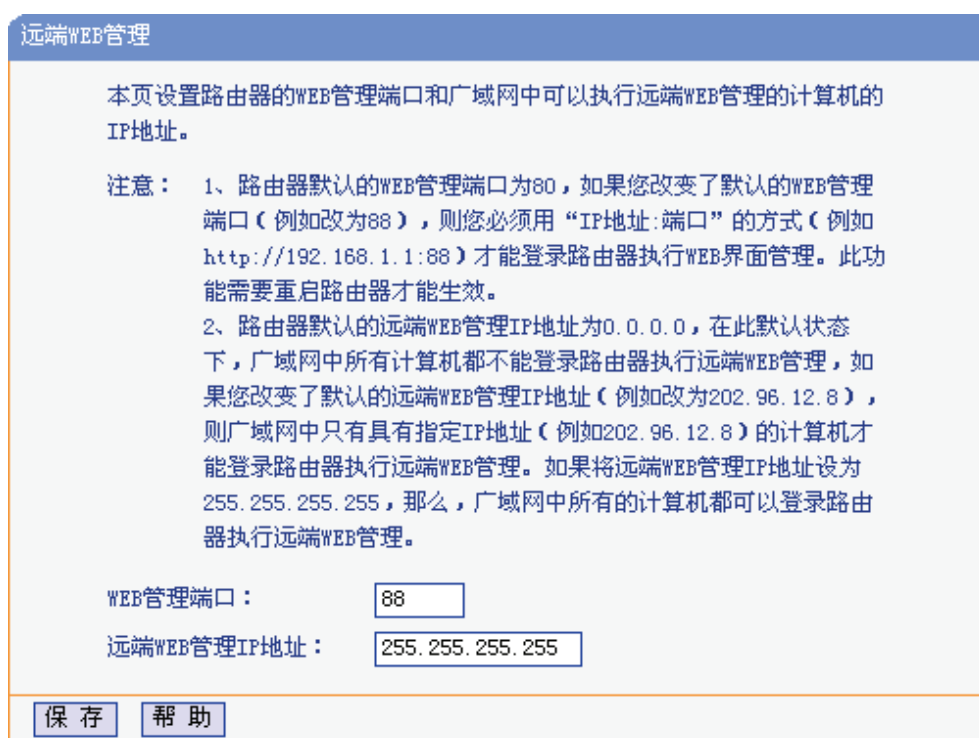 远端WEB管理
本页设置路由器的WEB管理端口和广域网中可以执行远端WEB管理的计算机的
IP地址。
注意： 1、路由器默认的WEB管理端口为80，如果您改变了默认的WEB管理
端口（例如改为88），则您必须用“IP地址:端口”的方式（例如
http://192.168.1.1:88）才能登录路由器执行WEB界面管理。此功
能需要重启路由器才能生效。
2、路由器默认的远端WEB管理IP地址为0.0.0.0，在此默认状态
下，广域网中所有计算机都不能登录路由器执行远端WEB管理，如
果您改变了默认的远端WEB管理IP地址（例如改为202.96.12.8），
则广域网中只有具有指定IP地址（例如202.96.12.8）的计算机才
能登录路由器执行远端WEB管理。如果将远端WEB管理IP地址设为
255.255.255.255，那么，广域网中所有的计算机都可以登录路由
器执行远端WEB管理。
WEB管理端口： 88
远端WEB管理IP地址： 255.255.255.255
保 存 帮 助